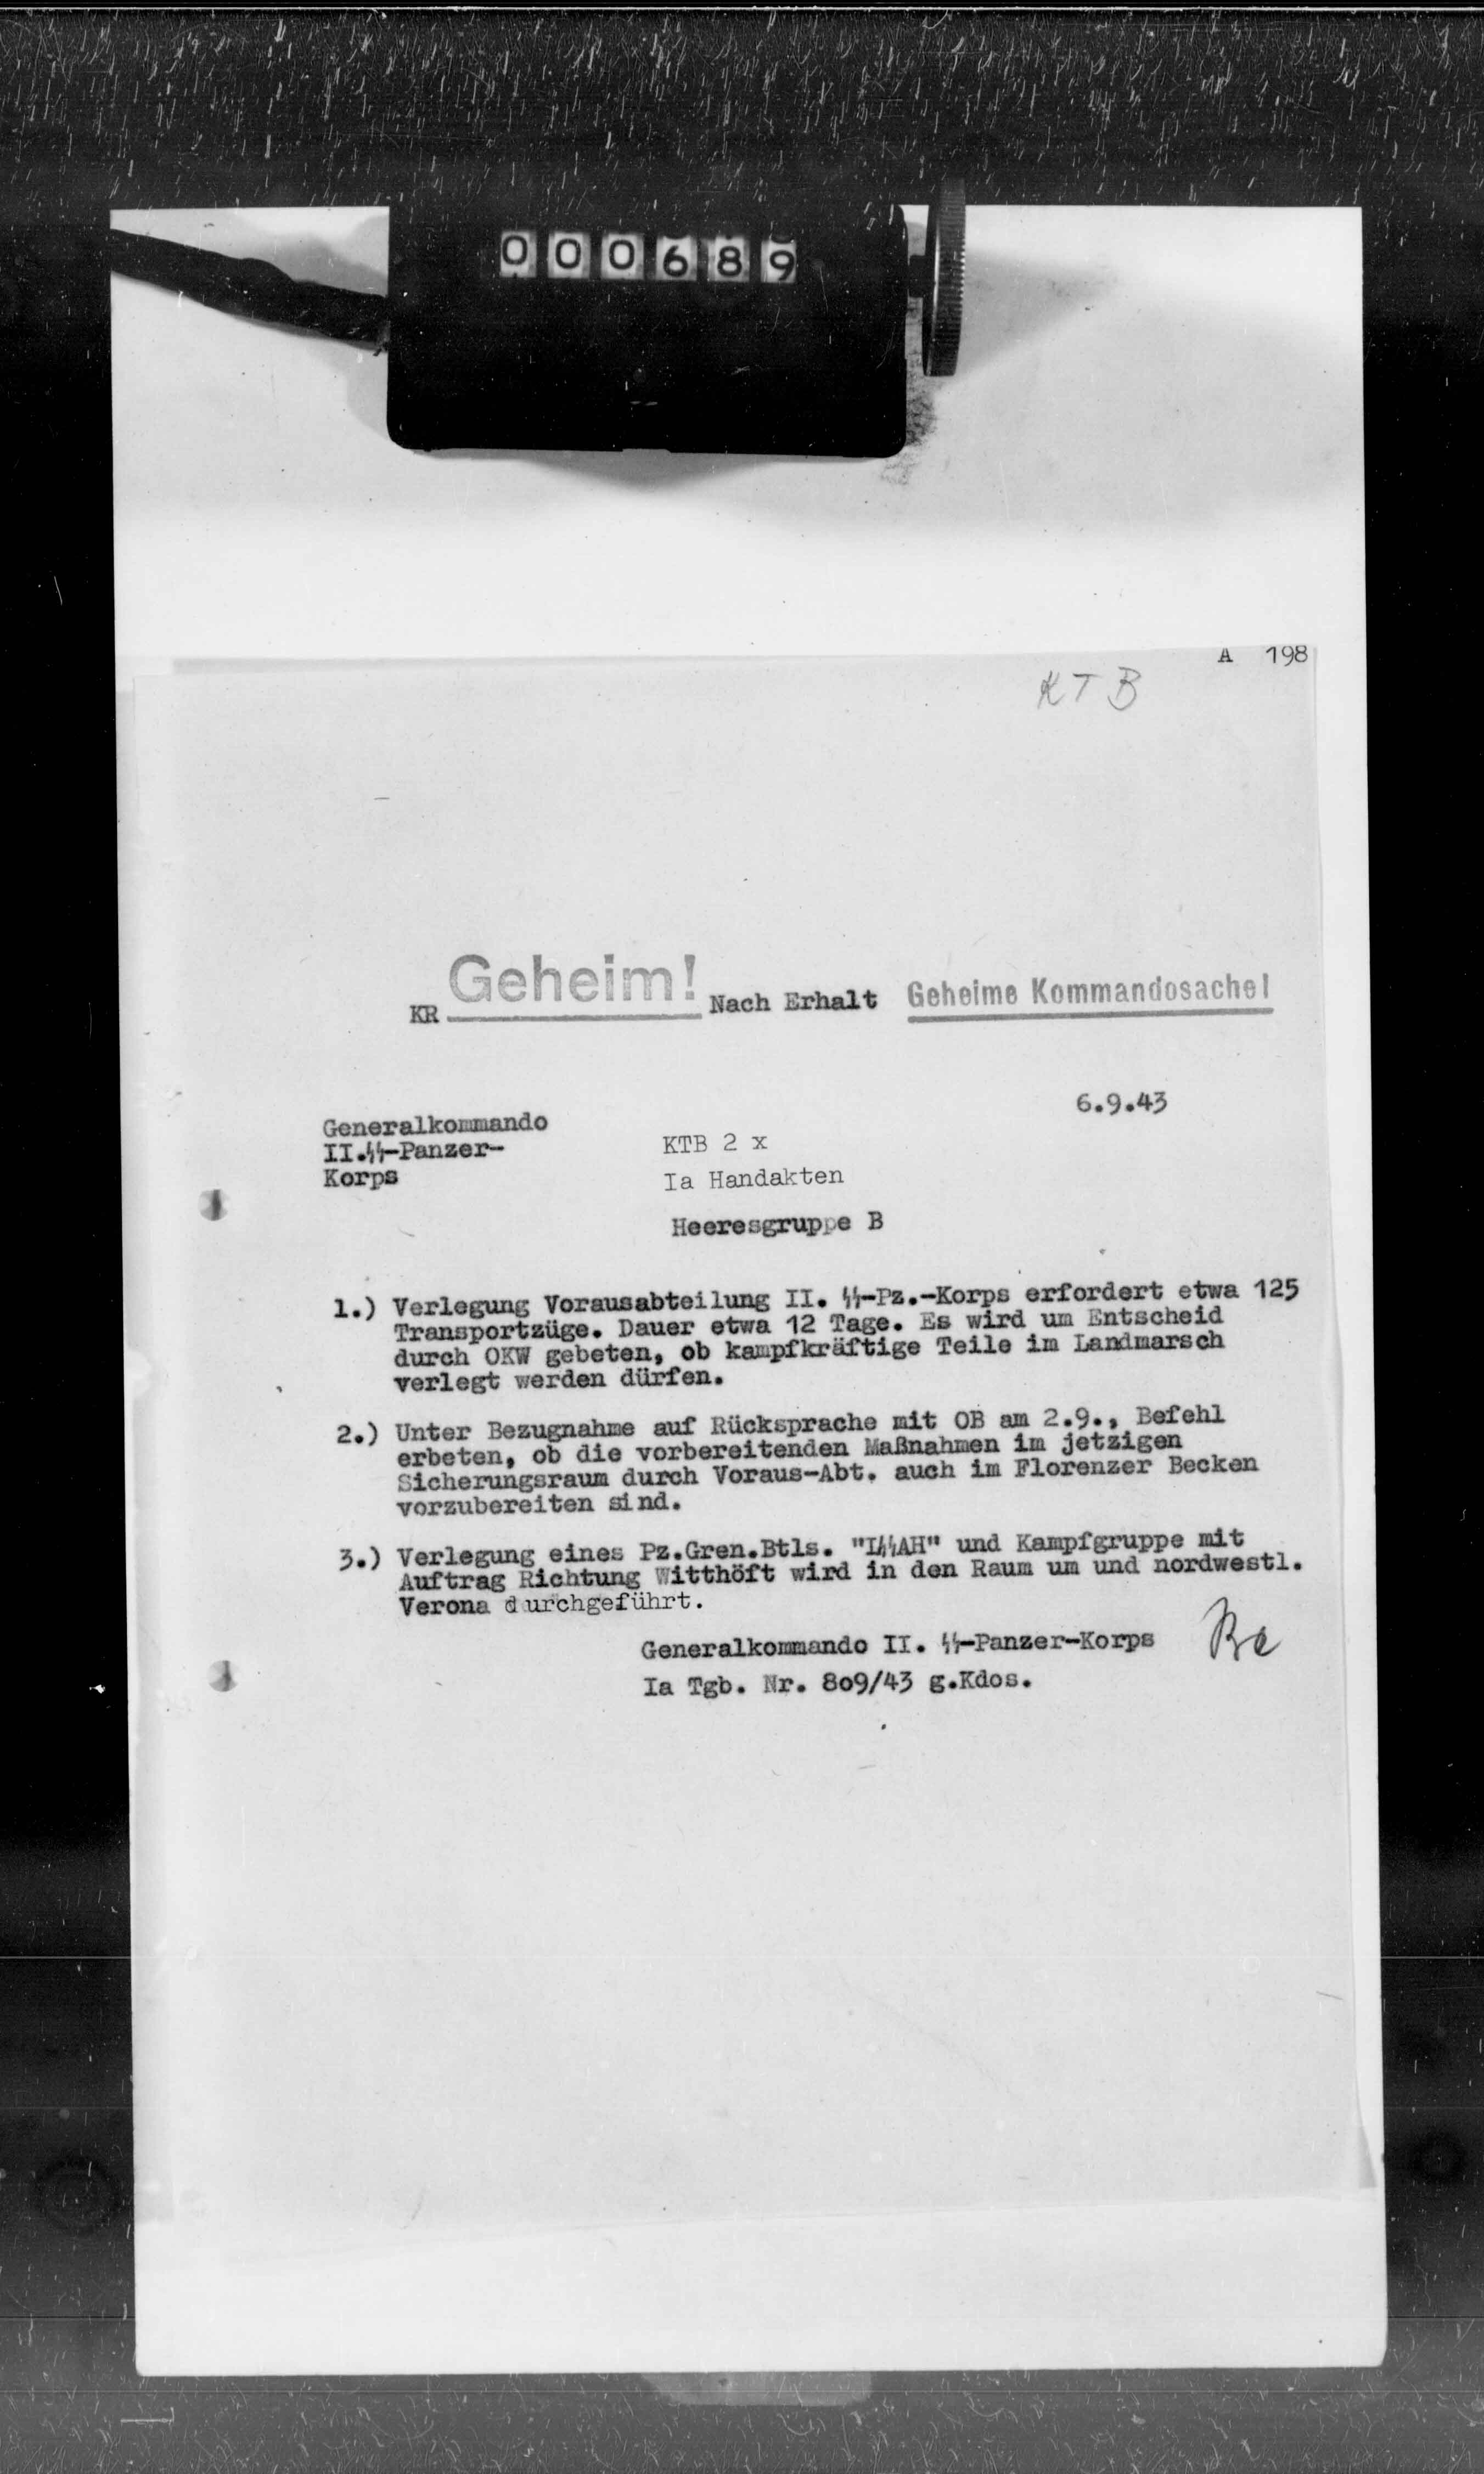 000689
A 198
KTB
Geheim!
KR Nach Erhalt Geheime Kommandosache!
6.9.43
Generalkommando
II.SS-Panzer-
Korps
KTB 2 x
Ia Handakten
Heeresgruppe B
1.) Verlegung Vorausabteilung II. SS-Pz.-Korps erfordert etwa 125
Transportzüge. Dauer etwa 12 Tage. Es wird um Entscheid
durch OKW gebeten, ob kampfkräftige Teile im Landmarsch
verlegt werden dürfen.
2.) Unter Bezugnahme auf Rücksprache mit OB am 2.9., Befehl
erbeten, ob die vorbereitenden Maßnahmen im jetzigen
Sicherungsraum durch Voraus-Abt. auch im Florenzer Becken
vorzubereiten sind.
3.) Verlegung eines Pz.Gren.Btls. "LSSAH" und Kampfgruppe mit
Auftrag Richtung Witthöft wird in den Raum um und nordwestl.
Verona durchgeführt.
Generalkommando II. SS-Panzer-Korps
Ia Tgb. Nr. 809/43 g.Kdos.